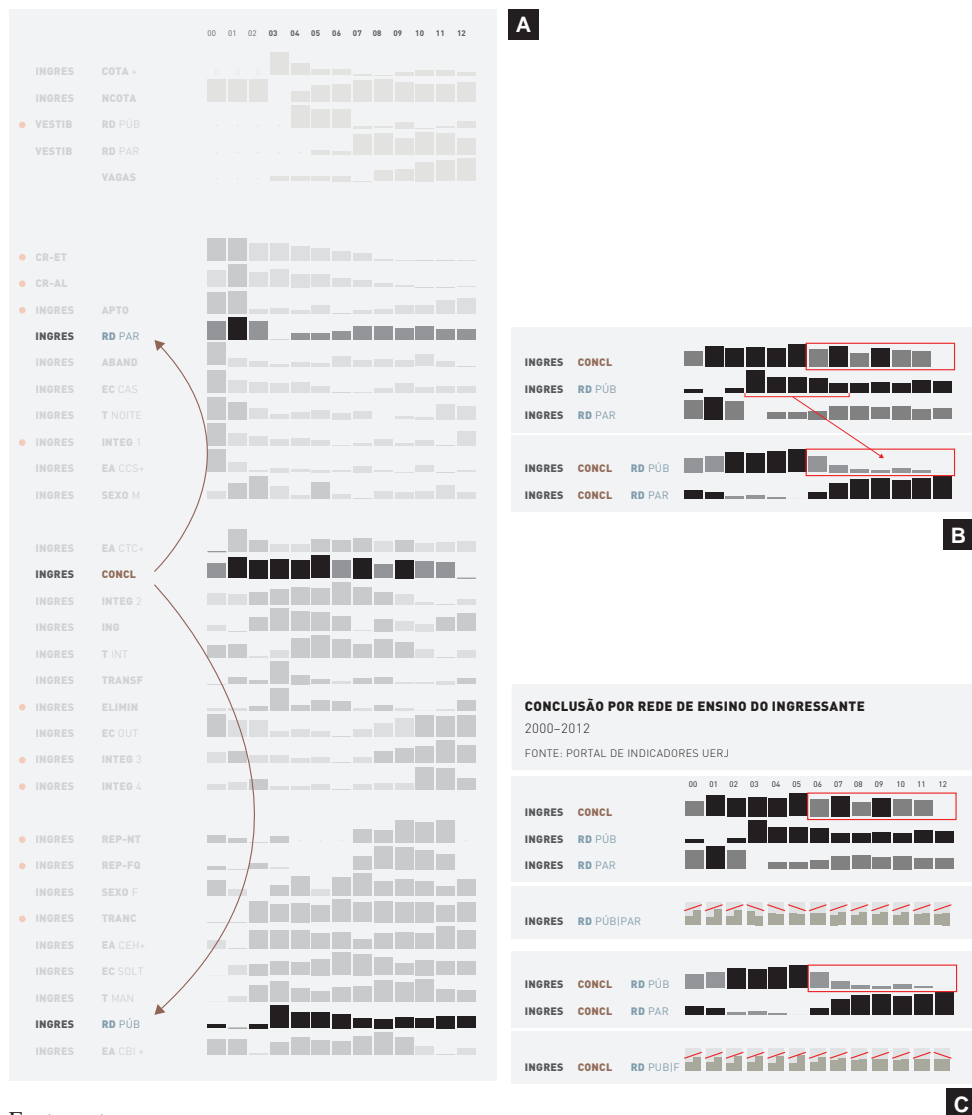 A
00 01 02 03 04 05 06 07 08 09 10 11 12
INGRES COTA +
INGRES NCOTA
VESTIB RD PÚB
VESTIB RD PAR
VAGAS
CR-ET
CR-AL
INGRES APTO
INGRES RD PAR
INGRES ABAND
INGRES EC CAS
INGRES T NOITE
INGRES INTEG 1
INGRES EA CCS+
INGRES SEXO M
INGRES EA CTC+
INGRES CONCL
INGRES INTEG 2
INGRES ING
INGRES T INT
INGRES TRANSF
INGRES ELIMIN
INGRES EC OUT
INGRES INTEG 3
INGRES INTEG 4
INGRES REP-NT
INGRES REP-FQ
INGRES SEXO F
INGRES TRANC
INGRES EA CEH+
INGRES EC SOLT
INGRES T MAN
INGRES RD PÚB
INGRES EA CBI +
INGRES CONCL
INGRES RD PÚB
INGRES RD PAR
INGRES CONCL RD PÚB
INGRES CONCL RD PAR
B
CONCLUSÃO POR REDE DE ENSINO DO INGRESSANTE
2000–2012
FONTE: PORTAL DE INDICADORES UERJ
00 01 02 03 04 05 06 07 08 09 10 11 12
INGRES CONCL
INGRES RD PÚB
INGRES RD PAR
INGRES RD PÚB|PAR
INGRES CONCL RD PÚB
INGRES CONCL RD PAR
INGRES CONCL RD PUB|F
C